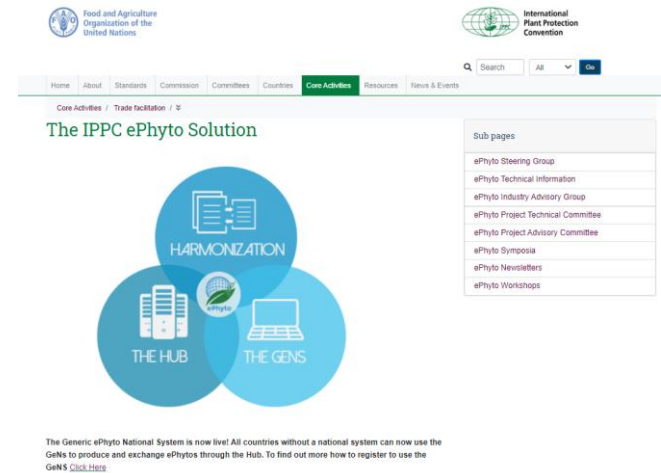 Food and Agriculture
Organization of the
United Nations
International
Plant Protection
Convention
IPPC
Search All Go
Home About Standards Commission Committees Countries Core Activities Resources News & Events
Core Activities / Trade facilitation /
The IPPC ePhyto Solution
Sub pages
ePhyto Steering Group
ePhyto Technical Information
ePhyto Industry Advisory Group
ePhyto Project Technical Committee
ePhyto Project Advisory Committee
ePhyto Symposia
ePhyto Newsletters
ePhyto Workshops
HARMONIZATION
ePhyto
THE HUB
THE GENS
The Generic ePhyto National System is now live! All countries without a national system can now use the
GeNs to produce and exchange ePhytos through the Hub. To find out more how to register to use the
GeNS Click Here